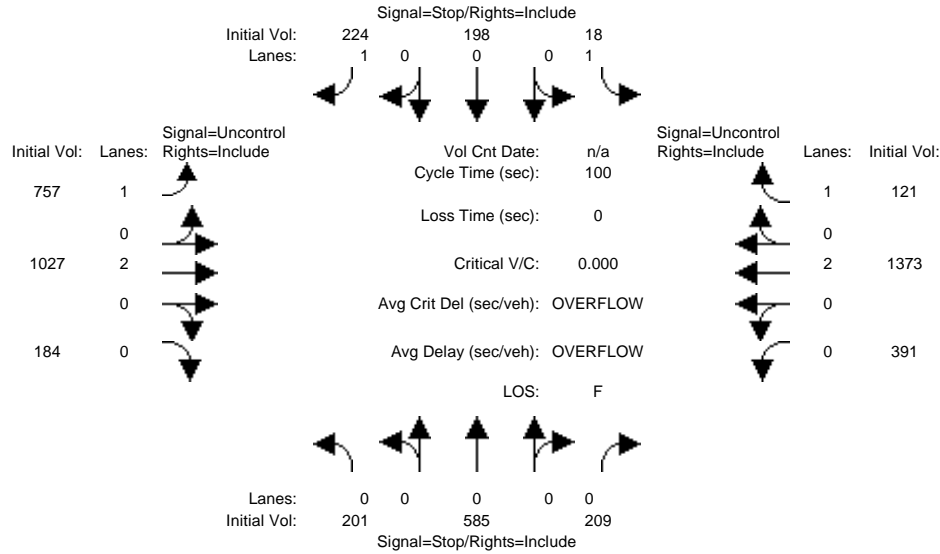 Signal=Stop/Rights=Include
Initial Vol: 224 198 18
Lanes: 1 0 0 0 1
Signal=Uncontrol Signal=Uncontrol
Initial Vol: Lanes: Rights=Include Vol Cnt Date: n/a Rights=Include Lanes: Initial Vol:
Cycle Time (sec): 100
757 1 1 121
Loss Time (sec): 0
0 0
1027 2 Critical V/C: 0.000 2 1373
0 Avg Crit Del (sec/veh): OVERFLOW 0
184 0 Avg Delay (sec/veh): OVERFLOW 0 391
LOS: F
Lanes: 0 0 0 0 0
Initial Vol: 201 585 209
Signal=Stop/Rights=Include